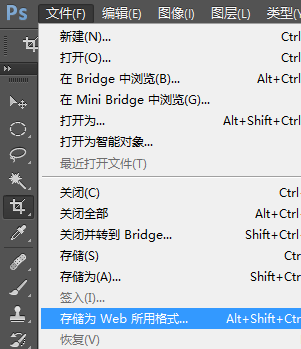 Ps 文件(F) 编辑(E) 图像(I) 图层(L) 类型(Y
新建(N)... Ctrl
打开(O)... Ctrl
在 Bridge 中浏览(B)... Alt+Ctrl
在 Mini Bridge 中浏览(G)...
打开为... Alt+Shift+Ctrl
打开为智能对象...
最近打开文件(T)
关闭(C) Ctrl
关闭全部 Alt+Ctrl
关闭并转到 Bridge... Shift+Ctrl
存储(S) Ctrl
存储为(A)... Shift+Ctrl
签入(I)...
存储为 Web 所用格式... Alt+Shift+Ctrl
恢复(V)